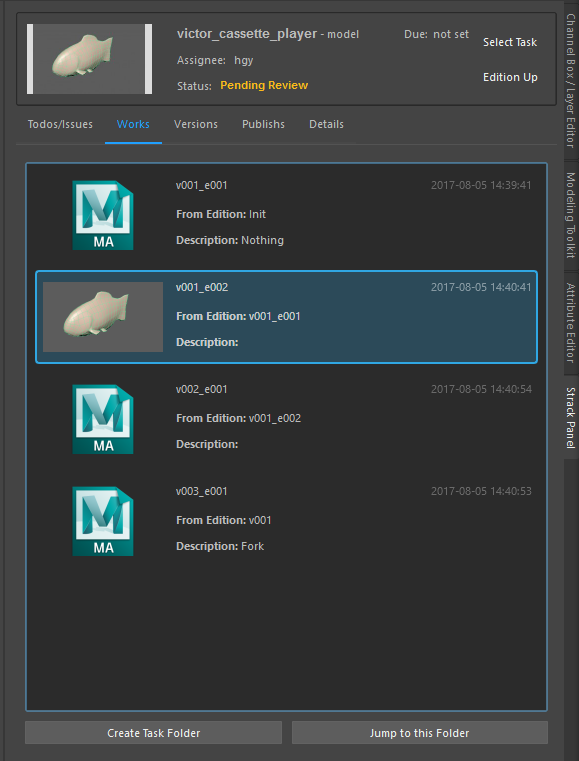 victor_cassette_player - model
Due: not set
Select Task
Assignee: hgy
Edition Up
Status: Pending Review
Todos/Issues Works Versions Publishs Details
v001_e001 2017-08-05 14:39:41
From Edition: Init
MA
Description: Nothing
v001_e002 2017-08-05 14:40:41
From Edition: v001_e001
Description:
v002_e001 2017-08-05 14:40:54
From Edition: v001_e002
MA
Description:
v003_e001 2017-08-05 14:40:53
From Edition: v001
MA
Description: Fork
Create Task Folder Jump to this Folder
Channel Box / Layer Editor
Modeling Toolkit
Attribute Editor
Strack Panel